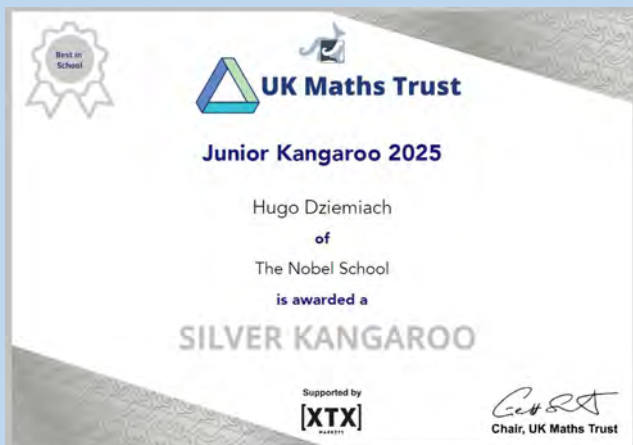 Best in
School
UK Maths Trust
Junior Kangaroo 2025
Hugo Dziemiach
of
The Nobel School
is awarded a
SILVER KANGAROO
Supported by
[XTX]
MARKETS
Chair, UK Maths Trust